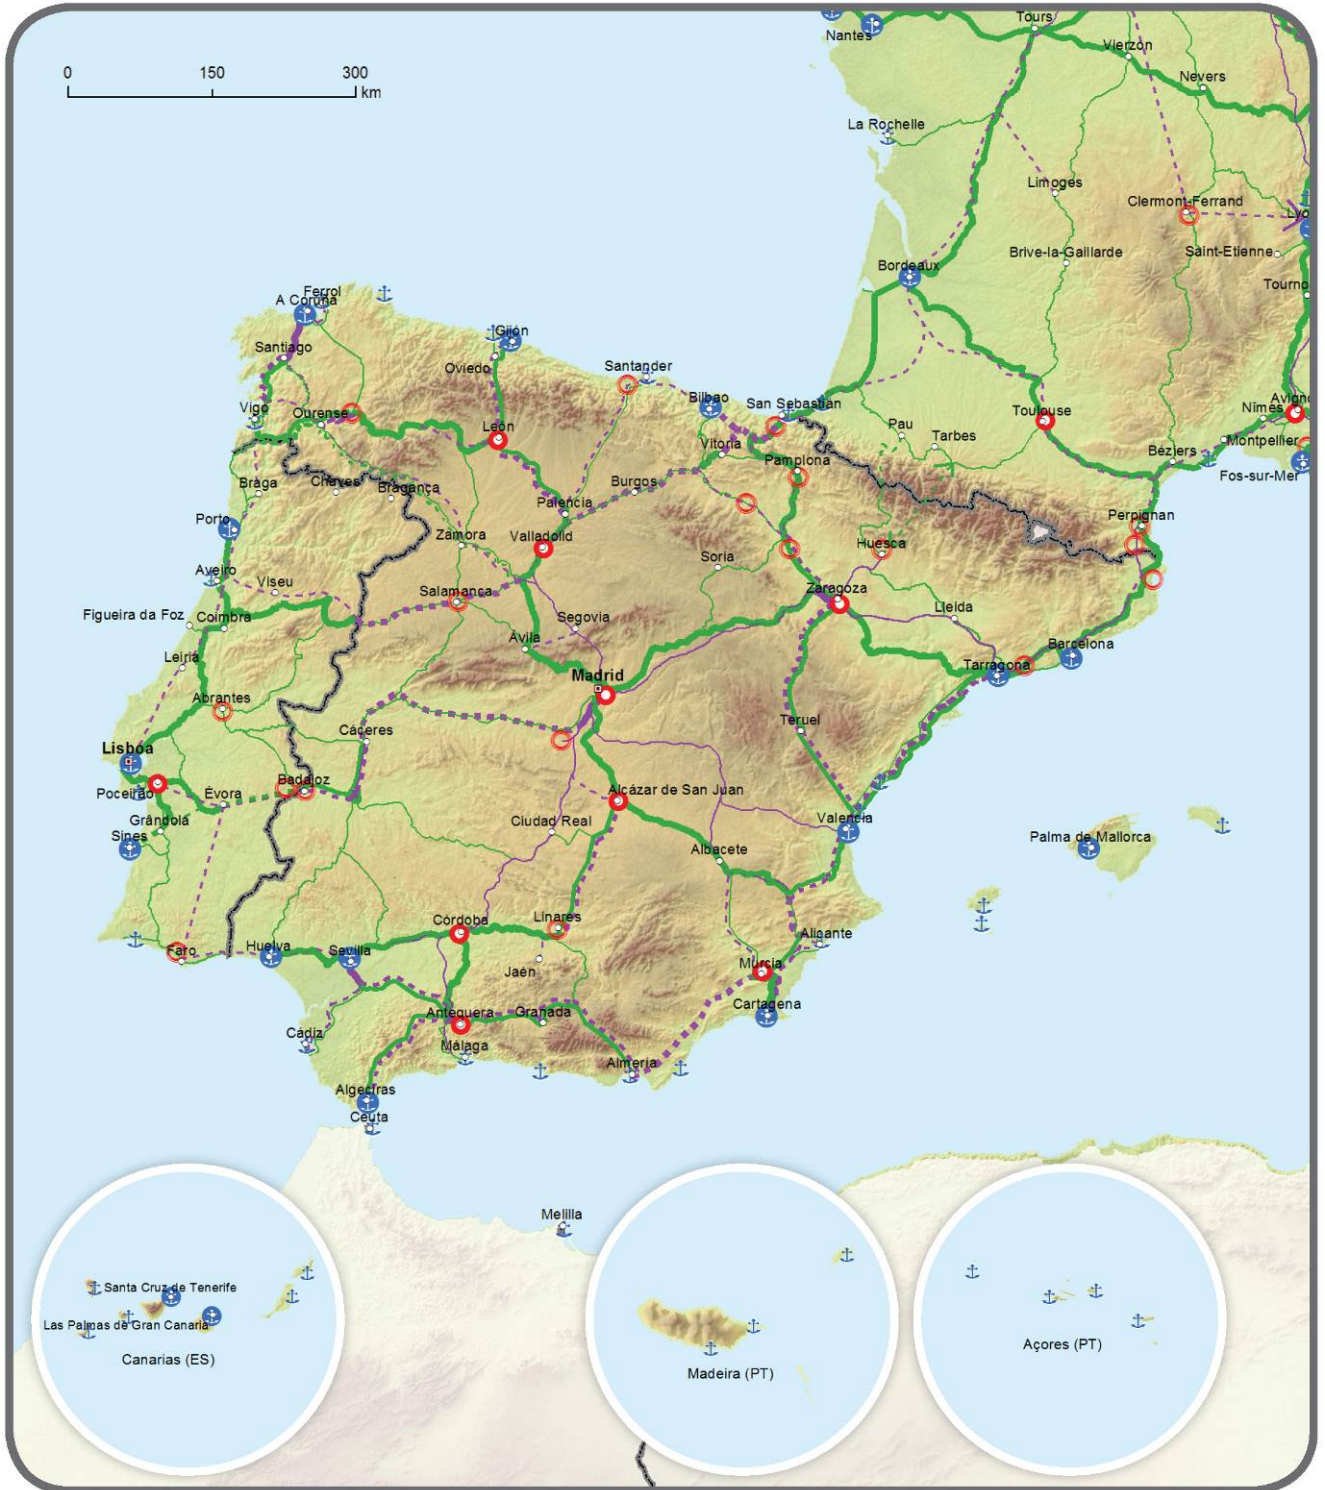 Tours
Nantes
Vierzon
0 150 300
km
Nevers
La Rochelle
Limoges
Clermont-Ferrand
Lyo
Brive-la-Gaillarde
Saint-Etienne
Bordeaux
Tourno
Ferrol
A Coruña
Gijón
Santiago
Oviedo
Santander
Bilbao
San Sebastián
Avigno
Vigo
Ourense
León
Toulouse
Nîmes
Pau
Tarbes
Vitoria
Montpellier
Béziers
Pamplona
Fos-sur-Mer
Braga
Chaves
Bragança
Burgos
Palencia
Perpignan
Porto
Zamora
Valladolid
Huesca
Soria
Aveiro
Viseu
Salamanca
Zaragoza
Lleida
Figueira da Foz
Coimbra
Segovia
Ávila
Barcelona
Leiria
Tarragona
Madrid
Abrantes
Teruel
Cáceres
Lisboa
Badajoz
Poceirão
Évora
Alcázar de San Juan
Grândola
Ciudad Real
Valencia
Sines
Palma de Mallorca
Albacete
Córdoba
Linares
Alicante
Faro
Huelva
Sevilla
Jaén
Murcia
Cartagena
Antequera
Granada
Cádiz
Málaga
Almería
Algeciras
Ceuta
Melilla
Santa Cruz de Tenerife
Las Palmas de Gran Canaria
Canarias (ES)
Madeira (PT)
Açores (PT)